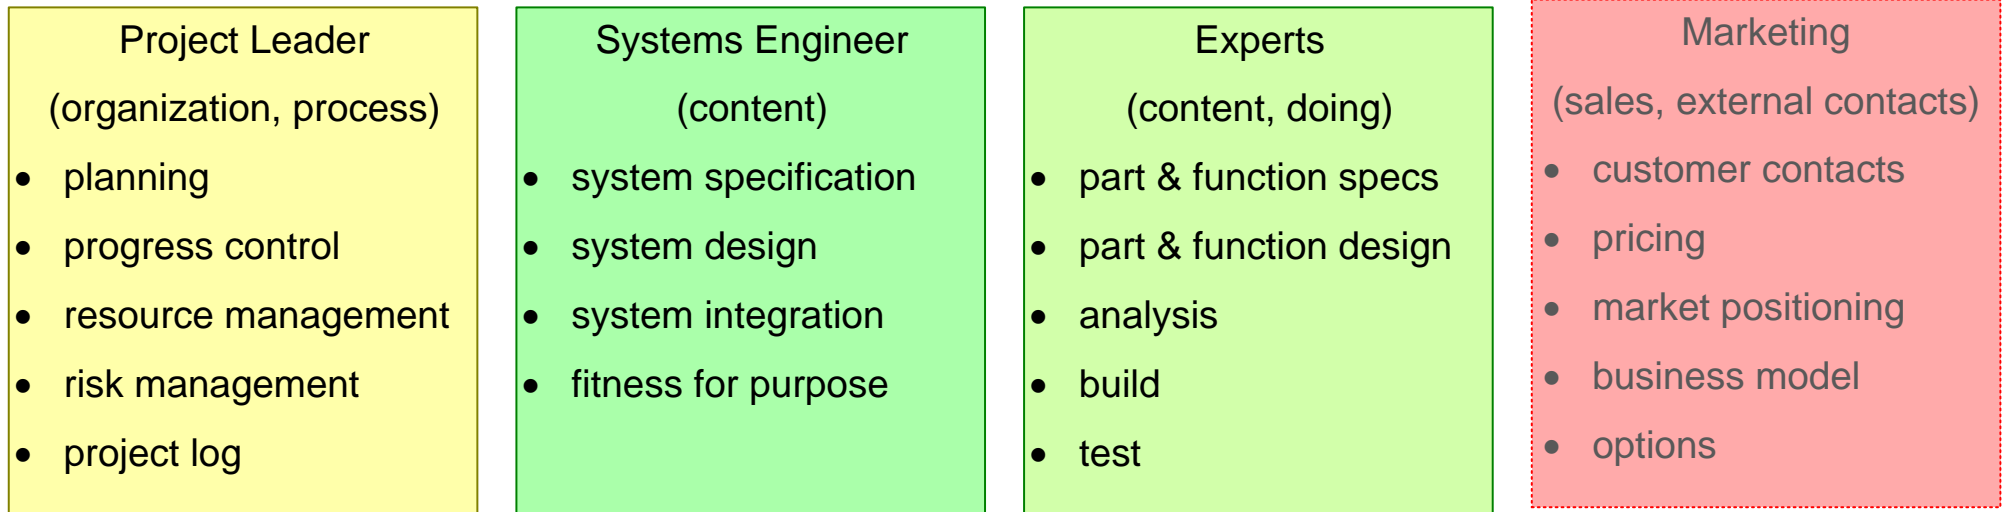 Project Leader
(organization, process)
• planning
• progress control
• resource management
• risk management
• project log
Systems Engineer
(content)
• system specification
• system design
• system integration
• fitness for purpose
Experts
(content, doing)
• part & function specs
• part & function design
• analysis
• build
• test
Marketing
(sales, external contacts)
• customer contacts
• pricing
• market positioning
• business model
• options